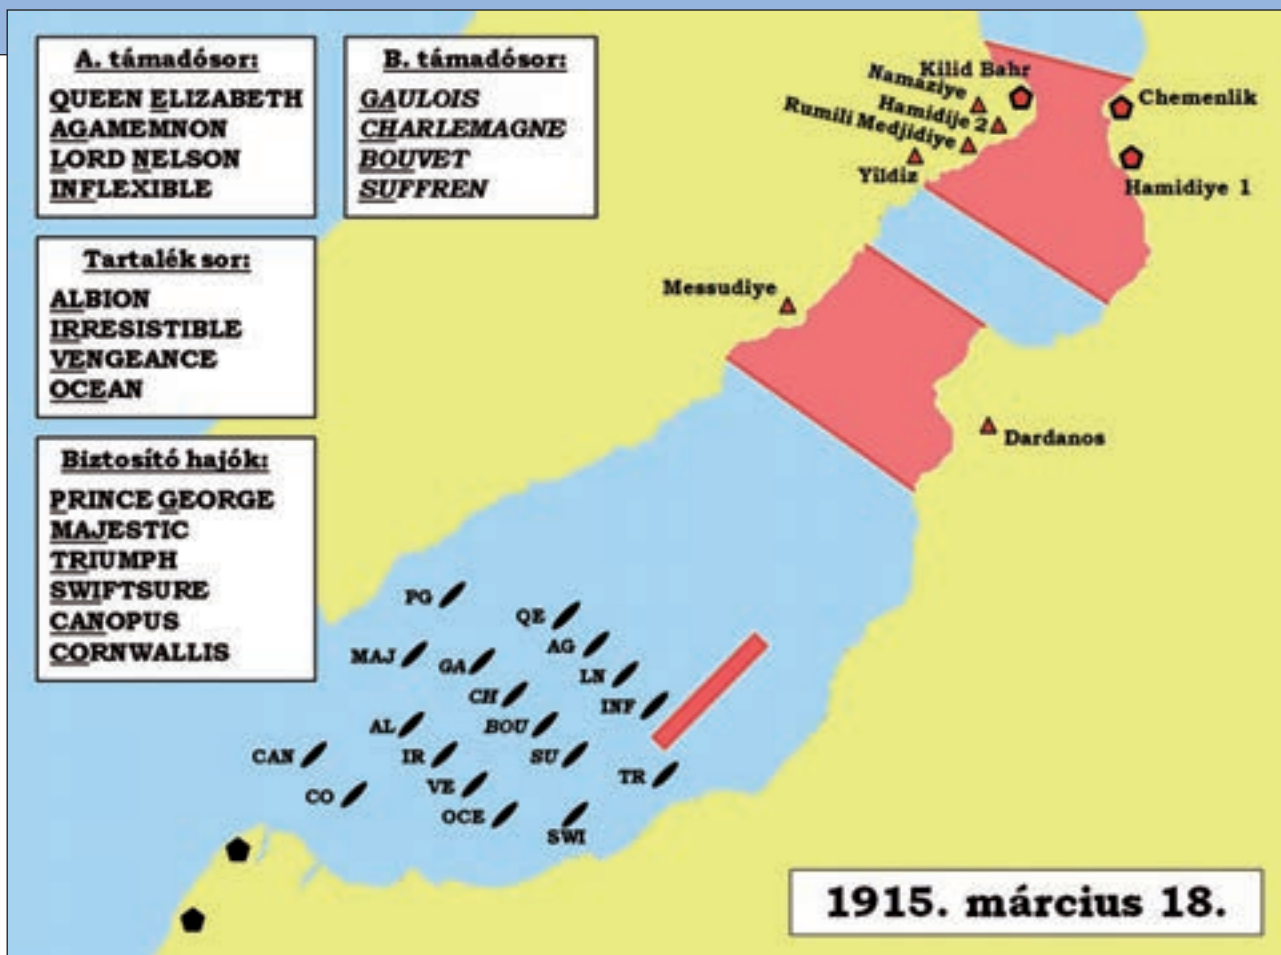 A. támadósor:
QUEEN ELIZABETH
AGAMEMNON
LORD NELSON
INFLEXIBLE
B. támadósor:
GAULOIS
CHARLEMAGNE
BOUVET
SUFFREN
Tartalék sor:
ALBION
IRRESISTIBLE
VENGEANCE
OCEAN
Biztosító hajók:
PRINCE GEORGE
MAJESTIC
TRIUMPH
SWIFTSURE
CANOPUS
CORNWALLIS
Kilid Bahr
Namaziye
Hamidije 2
Rumili Medjidiye
Yildiz
Chemenlik
Hamidiye 1
Messudiye
Dardanos
PG
QE
MAJ
GA
AG
LN
CH
INF
AL
BOU
CAN
IR
SU
TR
CO
VE
OCE
SWI
1915. március 18.